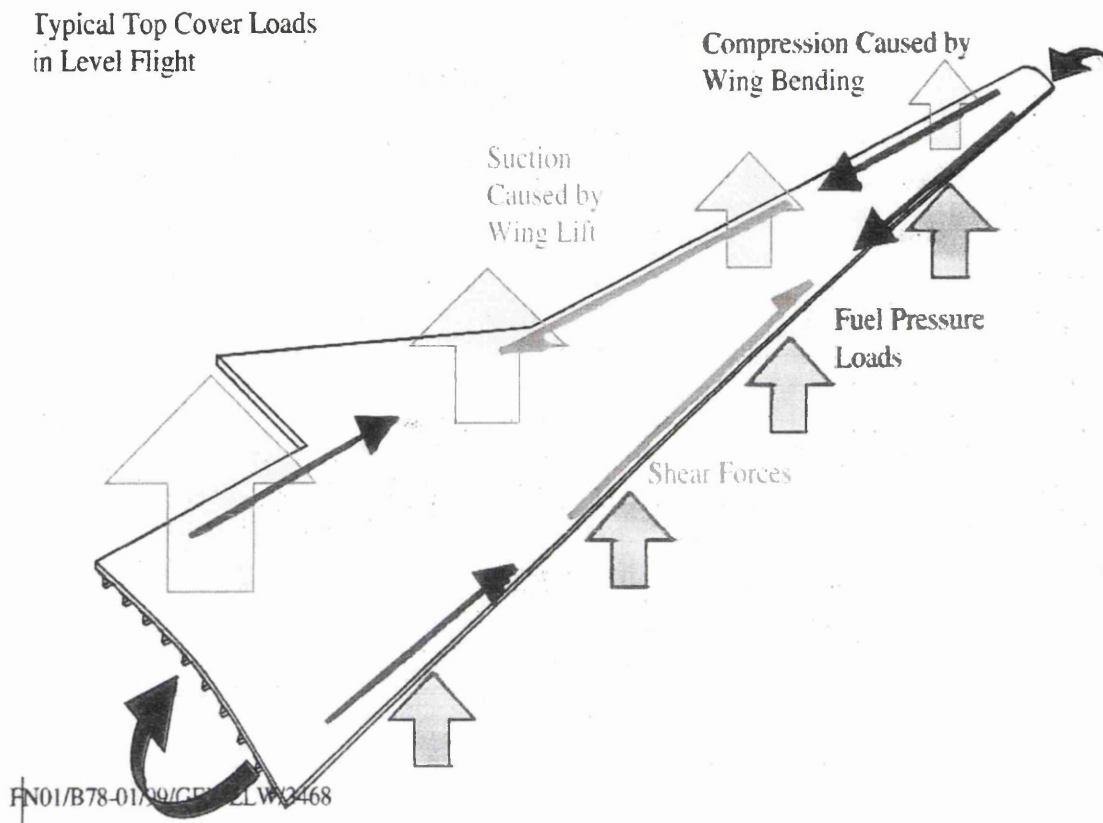 Typical Top Cover Loads
in Level Flight
Compression Caused by
Wing Bending
Suction
Caused by
Wing Lift
Fuel Pressure
Loads
Shear Forces